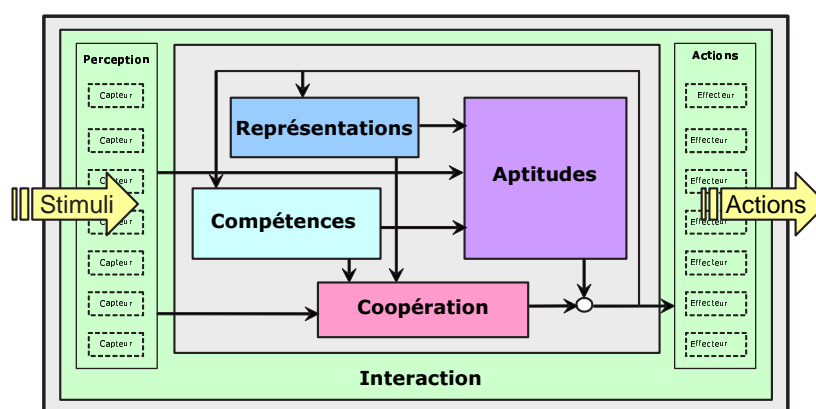 Perception
Actions
Capteur
Effecteur
Représentations
Capteur
Effecteur
Aptitudes
Capteur
Effecteur
Stimuli
Actions
Compétences
Capteur
Effecteur
Capteur
Effecteur
Coopération
Capteur
Effecteur
Capteur
Effecteur
Interaction